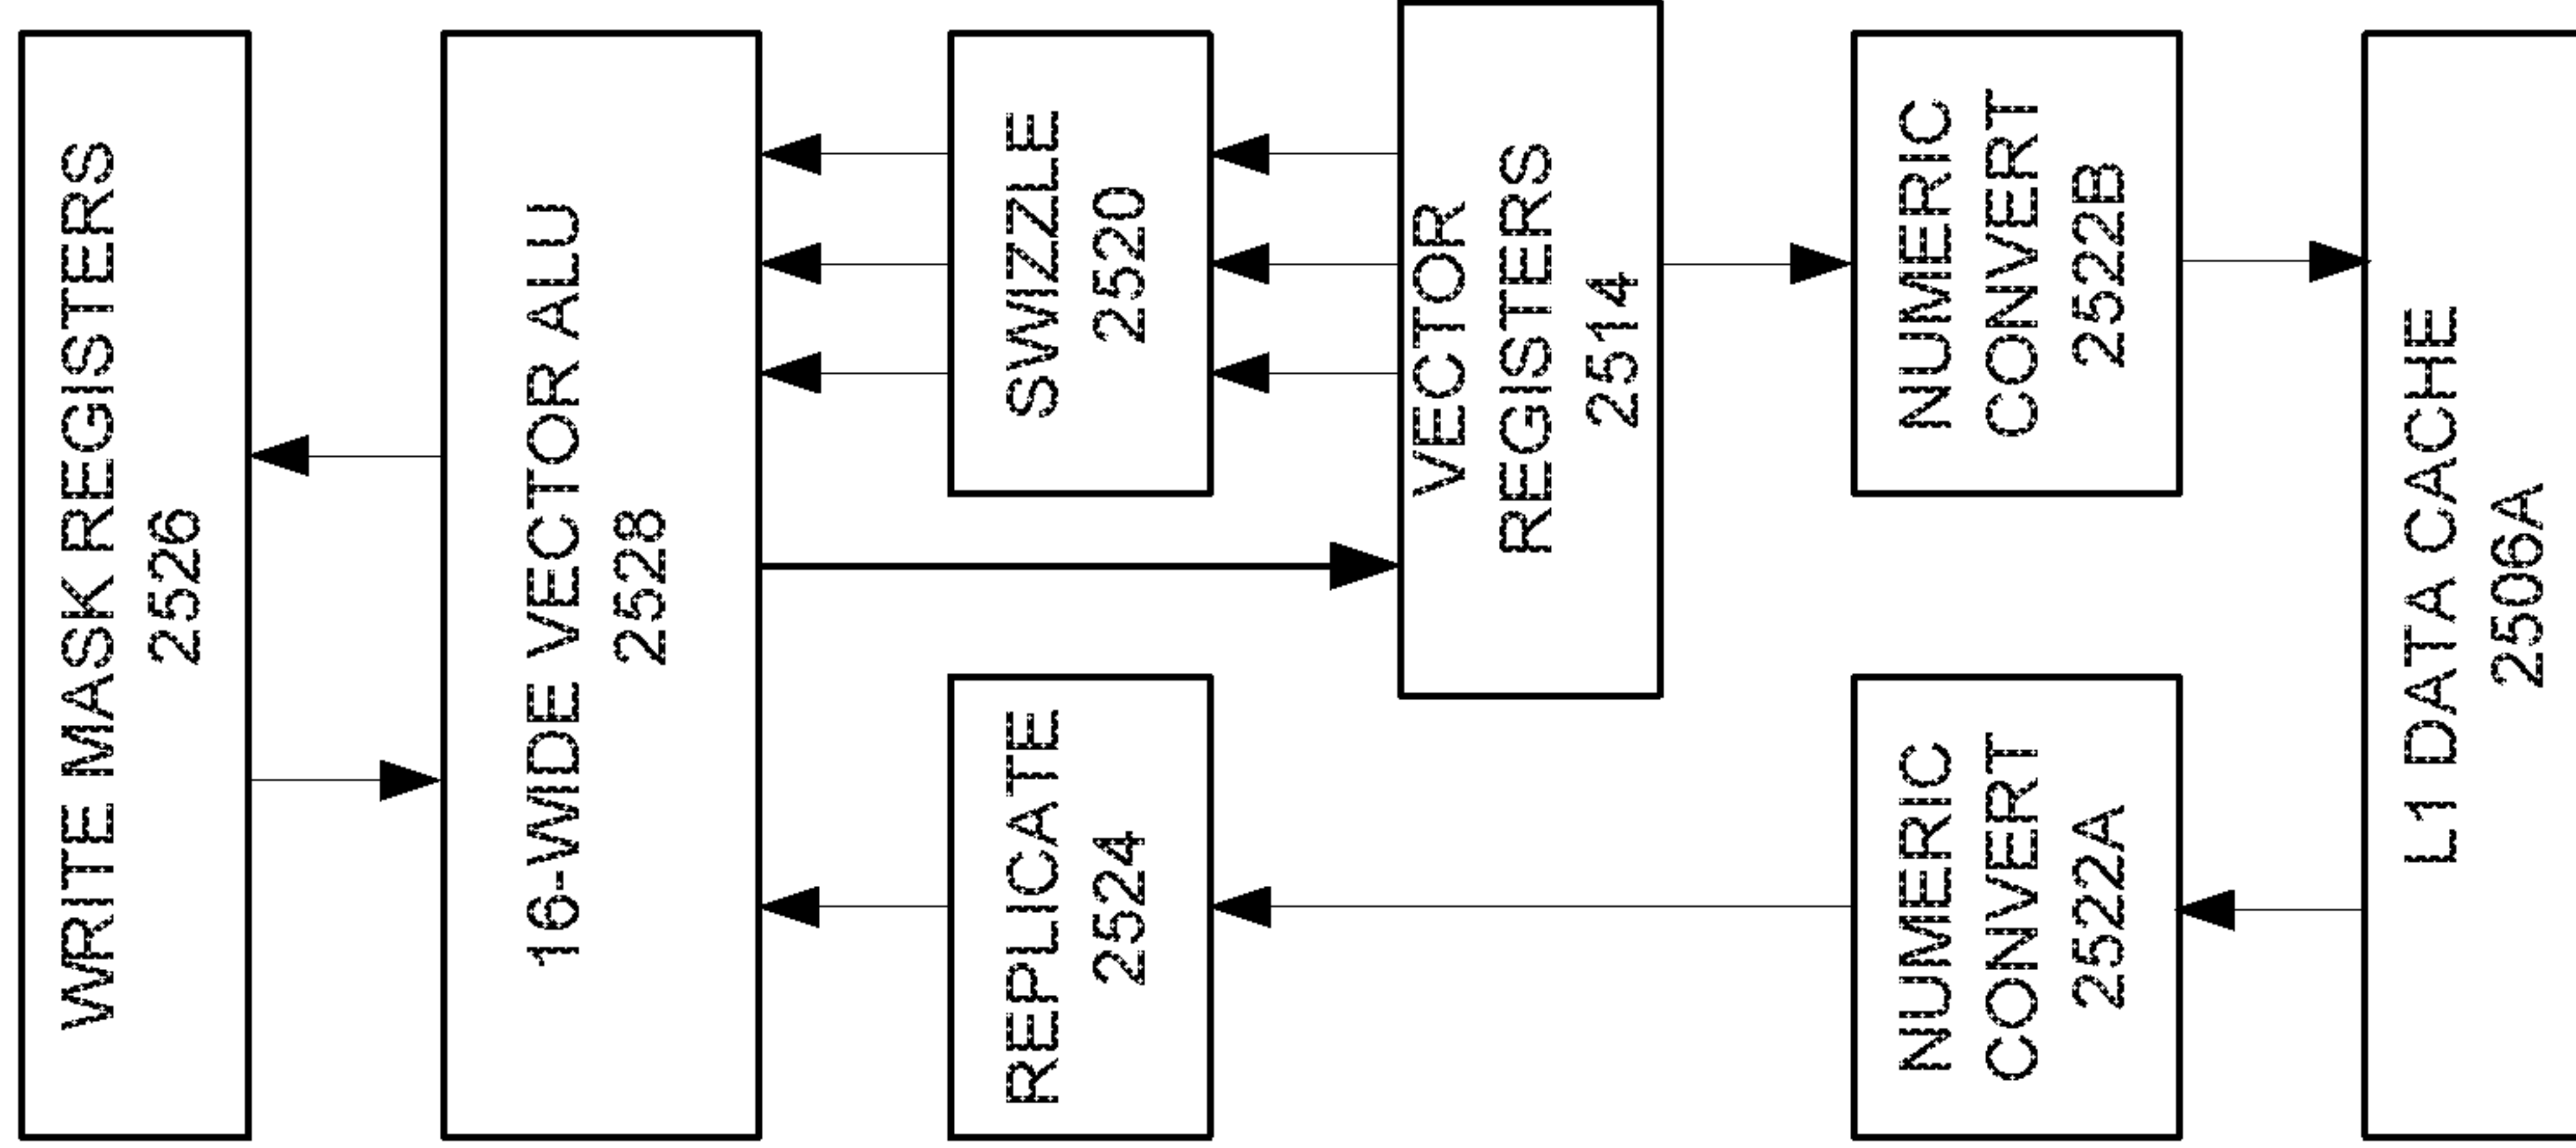 WRITE MASK REGISTERS
2526
16-WIDE VECTOR ALU
2528
REPLICATE
2524
SWIZZLE
2520
VECTOR
REGISTERS
2514
NUMERIC
CONVERT
2522A
NUMERIC
CONVERT
2522B
L1 DATA CACHE
2506A